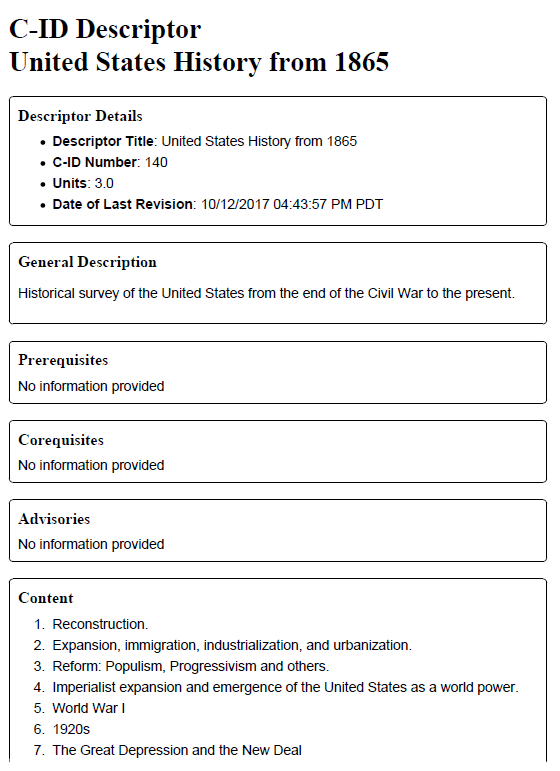 C-ID Descriptor
United States History from 1865
Descriptor Details
• Descriptor Title: United States History from 1865
• C-ID Number: 140
• Units: 3.0
• Date of Last Revision: 10/12/2017 04:43:57 PM PDT
General Description
Historical survey of the United States from the end of the Civil War to the present.
Prerequisites
No information provided
Corequisites
No information provided
Advisories
No information provided
Content
1. Reconstruction.
2. Expansion, immigration, industrialization, and urbanization.
3. Reform: Populism, Progressivism and others.
4. Imperialist expansion and emergence of the United States as a world power.
5. World War I
6. 1920s
7. The Great Depression and the New Deal